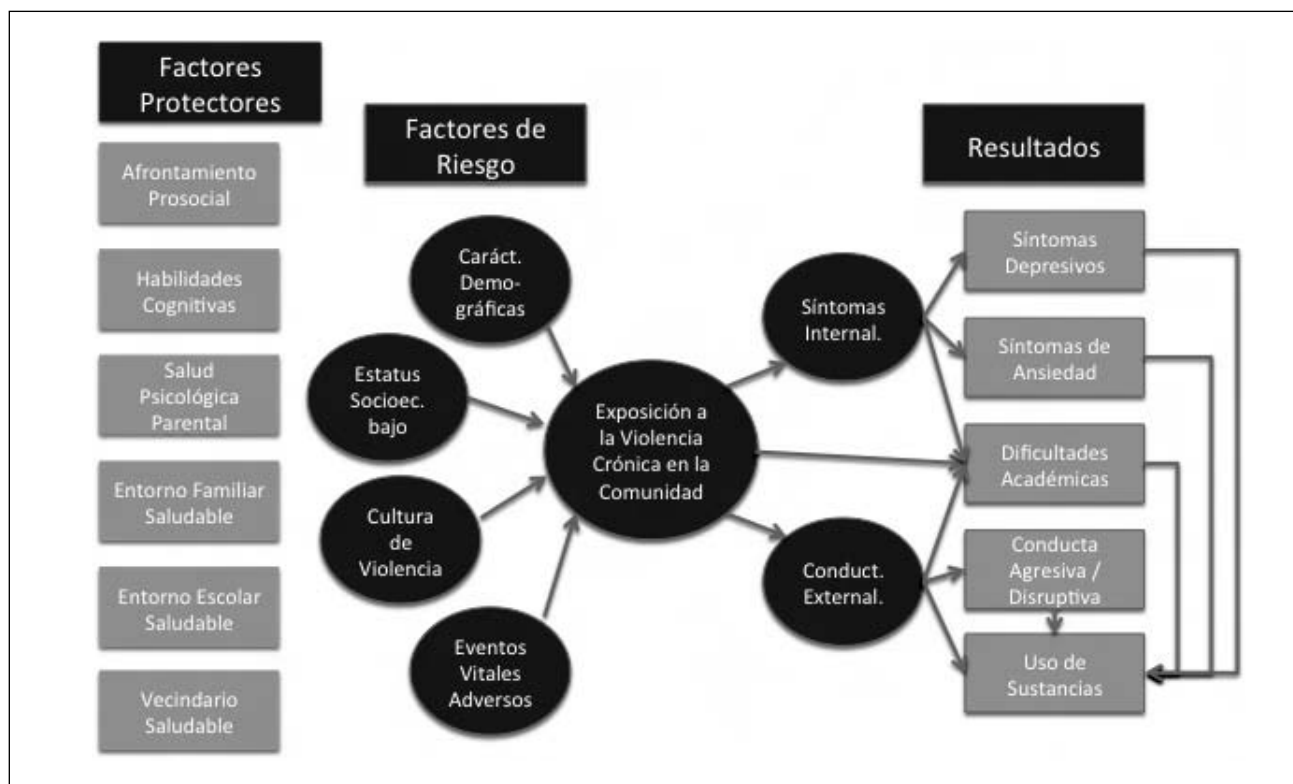 Factores
Protectores
Afrontamiento
Prosocial
Habilidades
Cognitivas
Salud
Psicológica
Parental
Entorno Familiar
Saludable
Entorno Escolar
Saludable
Vecindario
Saludable
Factores de
Riesgo
Caráct.
Demo-
gráficas
Estatus
Socioec.
bajo
Cultura
de
Violencia
Eventos
Vitales
Adversos
Exposición a
la Violencia
Crónica en la
Comunidad
Síntomas
Internal.
Conduct.
External.
Resultados
Síntomas
Depresivos
Síntomas de
Ansiedad
Dificultades
Académicas
Conducta
Agresiva /
Disruptiva
Uso de
Sustancias